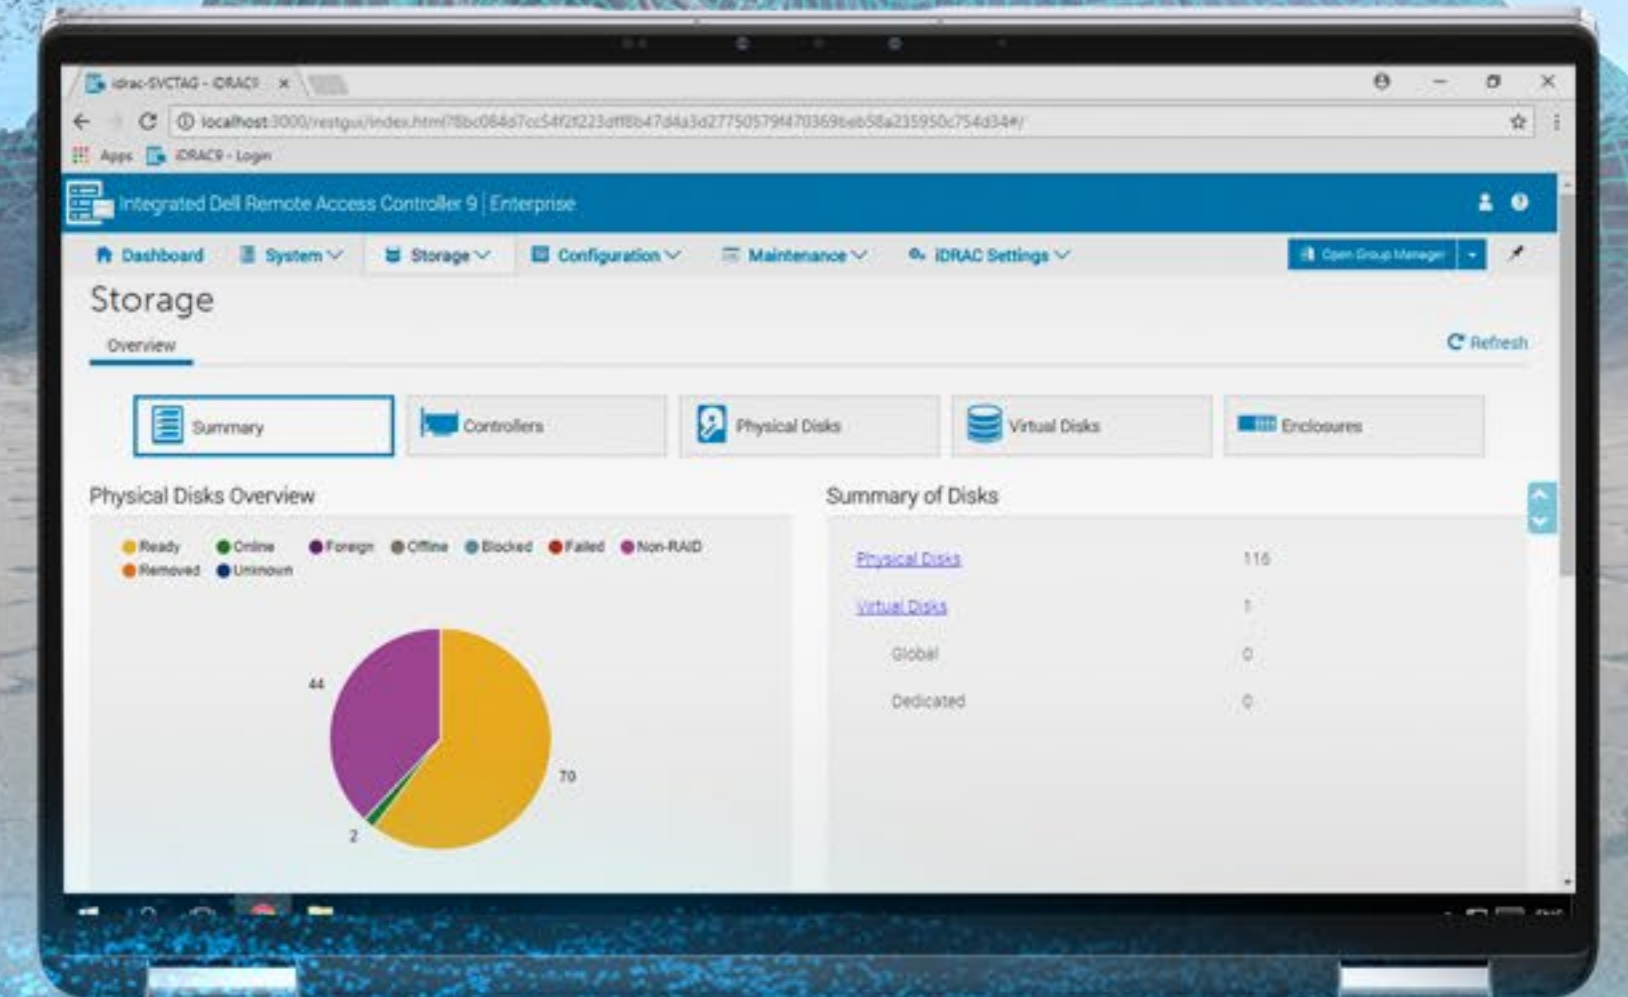 idrac-SVCTAG - iDRAC9
Apps iDRAC9 - Login
Integrated Dell Remote Access Controller 9 | Enterprise
Dashboard System Storage Configuration Maintenance iDRAC Settings Open Group Manager
Storage
Overview Refresh
Summary Controllers Physical Disks Virtual Disks Enclosures
Physical Disks Overview Summary of Disks
Ready Online Foreign Offline Blocked Failed Non-RAID
Removed Unknown
Physical Disks 116
Virtual Disks 1
Global 0
Dedicated 0
44
70
2